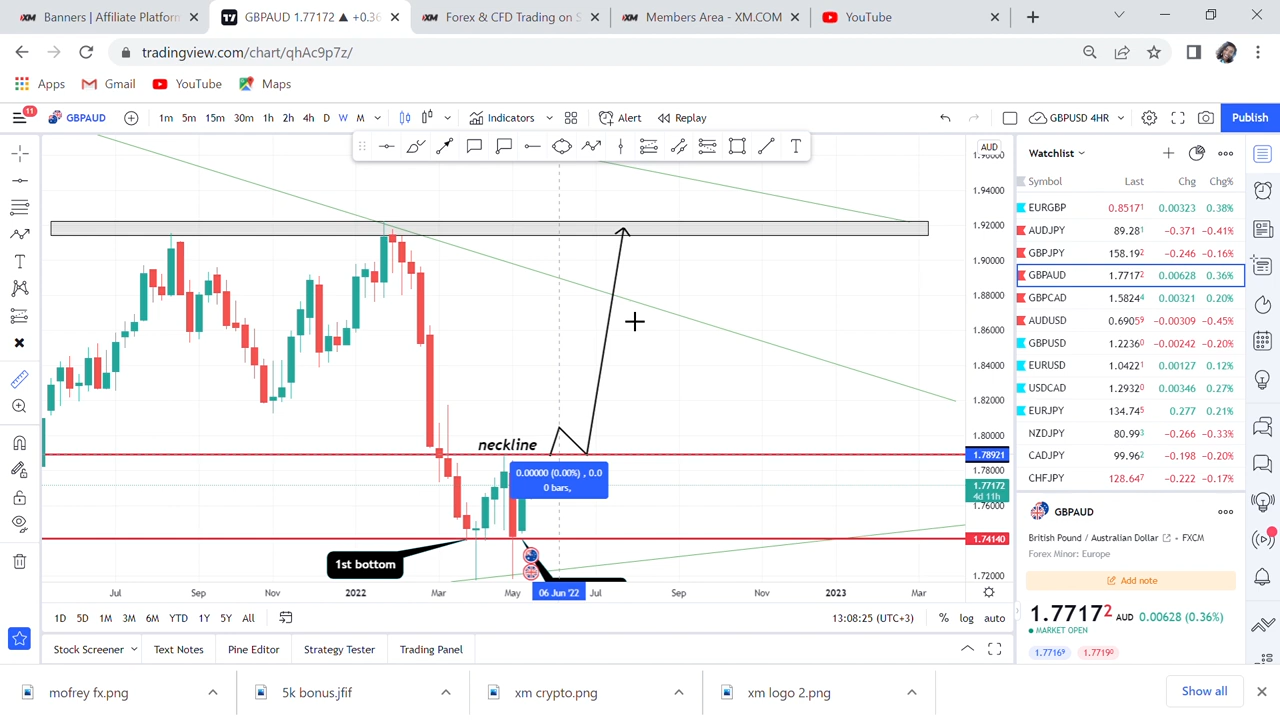 Banners | Affiliate Platform
GBPAUD 1.77172 ▲ +0.36
Forex & CFD Trading on S
Members Area - XM.COM
YouTube
tradingview.com/chart/qhAc9p7z/
Apps
Gmail
YouTube
Maps
11
GBPAUD
1m 5m 15m 30m 1h 2h 4h D W M
Indicators
Alert
Replay
GBPUSD 4HR
Publish
AUD
1.96000
1.94000
1.92000
1.90000
1.88000
1.86000
1.84000
1.82000
1.80000
1.78921
1.78000
1.77172
4d 11h
1.76000
1.74140
1.72000
neckline
0.00000 (0.00%) , 0.0
0 bars,
1st bottom
Jul Sep Nov 2022 Mar May 06 Jun '22 Jul Sep Nov 2023 Mar
1D 5D 1M 3M 6M YTD 1Y 5Y All
13:08:25 (UTC+3)
% log auto
Stock Screener
Text Notes
Pine Editor
Strategy Tester
Trading Panel
Watchlist
Symbol Last Chg Chg%
EURGBP 0.85171 0.00323 0.38%
AUDJPY 89.281 −0.371 −0.41%
GBPJPY 158.192 −0.246 −0.16%
GBPAUD 1.77172 0.00628 0.36%
GBPCAD 1.58244 0.00321 0.20%
AUDUSD 0.69059 −0.00309 −0.45%
GBPUSD 1.22360 −0.00242 −0.20%
EURUSD 1.04221 0.00127 0.12%
USDCAD 1.29320 0.00346 0.27%
EURJPY 134.745 0.277 0.21%
NZDJPY 80.993 −0.266 −0.33%
CADJPY 99.962 −0.198 −0.20%
CHFJPY 128.647 −0.222 −0.17%
GBPAUD
British Pound / Australian Dollar • FXCM
Forex Minor: Europe
Add note
1.77172 AUD 0.00628 (0.36%)
MARKET OPEN
1.77169 1.77190
mofrey fx.png
5k bonus.jfif
xm crypto.png
xm logo 2.png
Show all